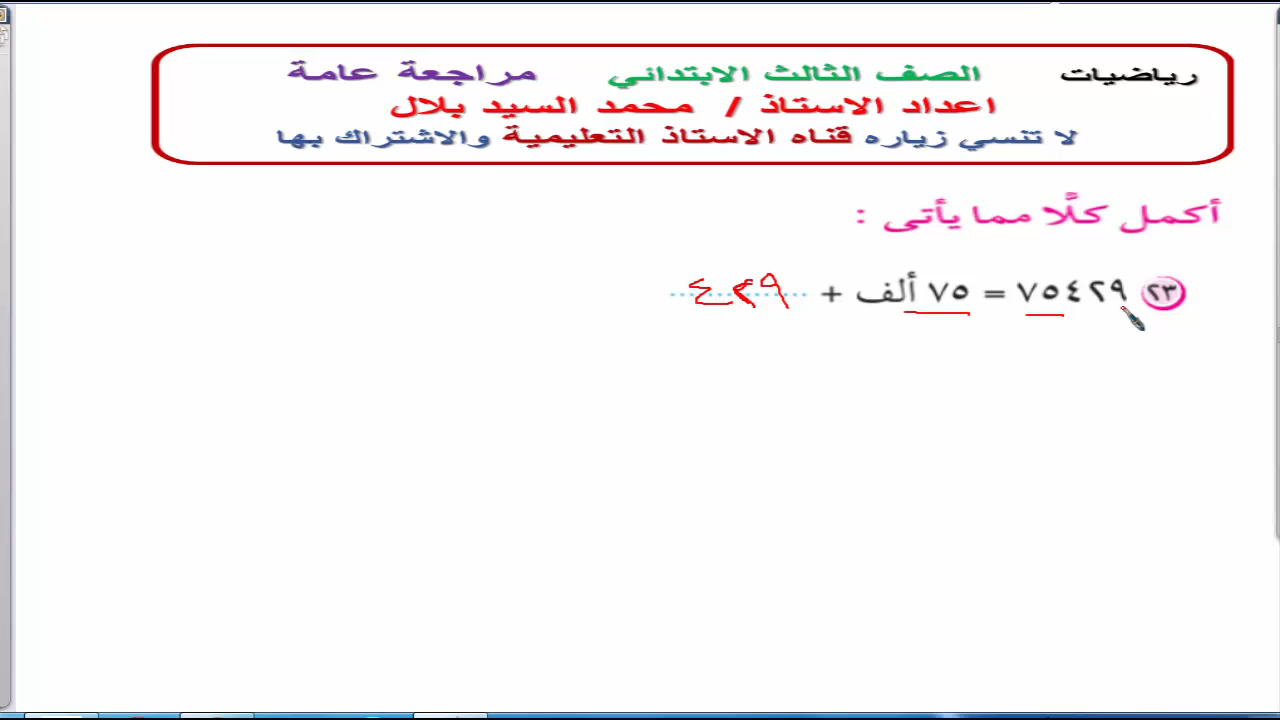 رياضيات الصف الثالث الابتدائي مراجعة عامة
اعداد الاستاذ / محمد السيد بلال
لا تنسي زياره قناه الاستاذ التعليمية والاشتراك بها
أكمل كلًّا مما يأتى :
٢٣ ٧٥٤٢٩ = ٧٥ ألف + ٤٢٩